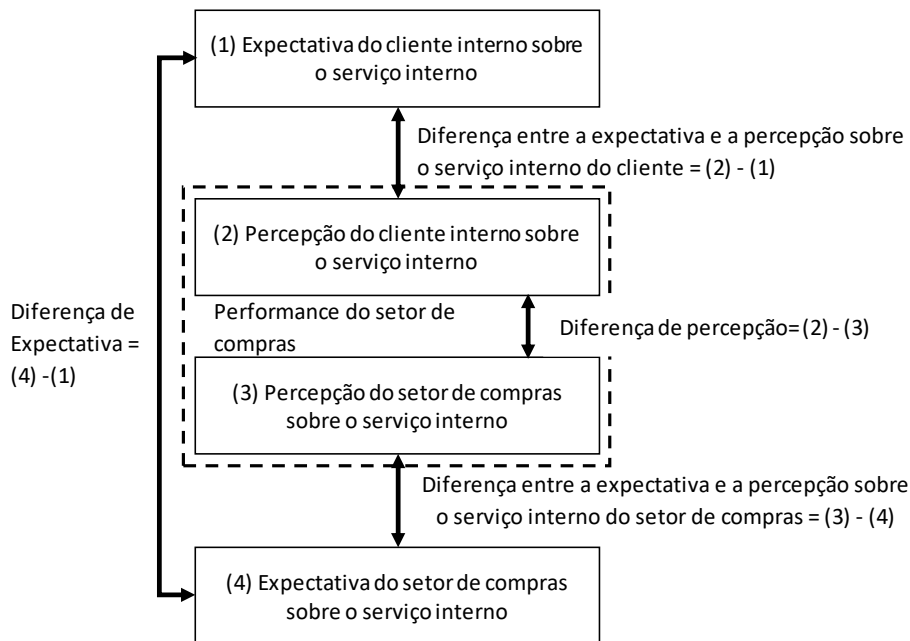 (1) Expectativa do cliente interno sobre
o serviço interno
Diferença entre a expectativa e a percepção sobre
o serviço interno do cliente = (2) - (1)
(2) Percepção do cliente interno sobre
o serviço interno
Diferença de
Expectativa =
(4) -(1)
Performance do setor de
compras
Diferença de percepção= (2) - (3)
(3) Percepção do setor de compras
sobre o serviço interno
Diferença entre a expectativa e a percepção sobre
o serviço interno do setor de compras = (3) - (4)
(4) Expectativa do setor de compras
sobre o serviço interno